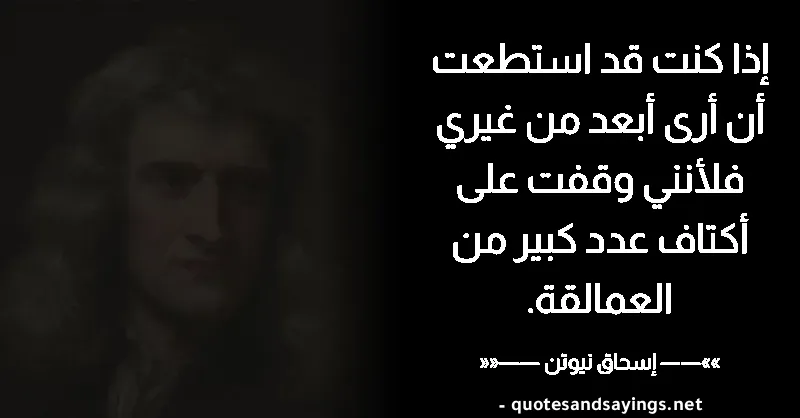 إذا كنت قد استطعت
أن أرى أبعد من غيري
فلأنني وقفت على
أكتاف عدد كبير من
العمالقة.
»»—— إسحاق نيوتن ——««
- quotesandsayings.net